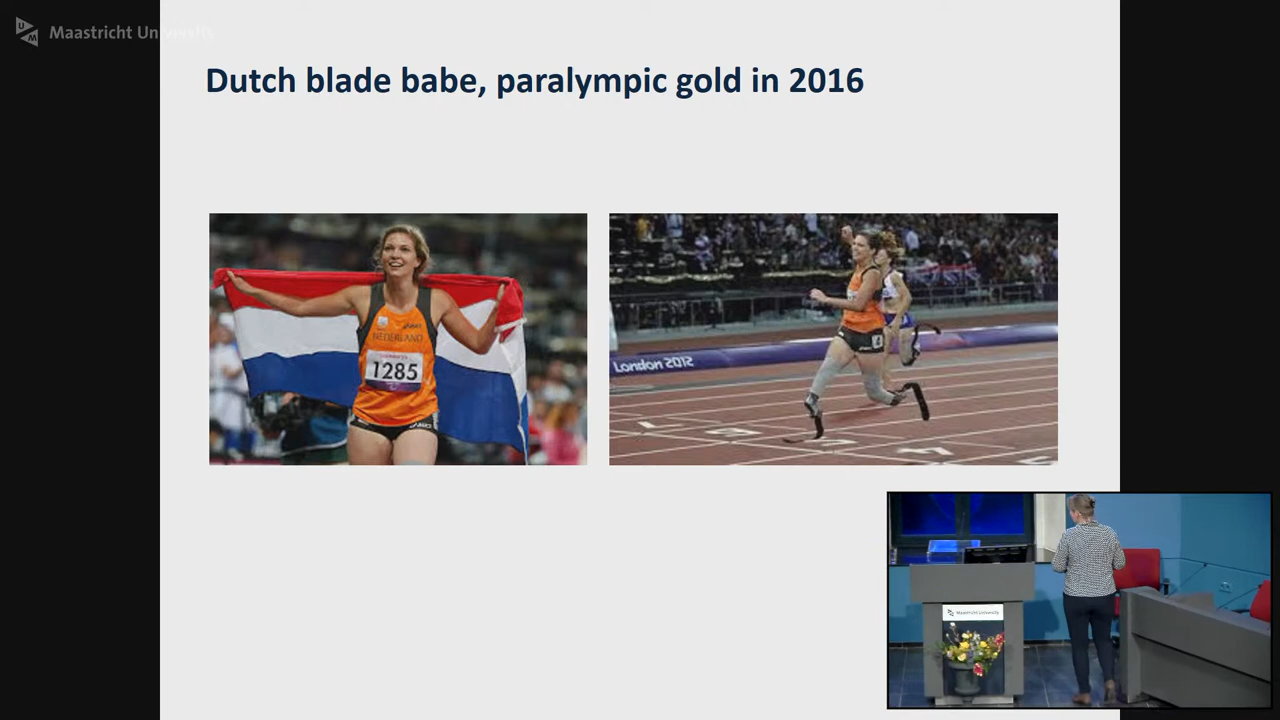 Maastricht University
Dutch blade babe, paralympic gold in 2016
NEDERLAND
1285
London 2012
Maastricht University